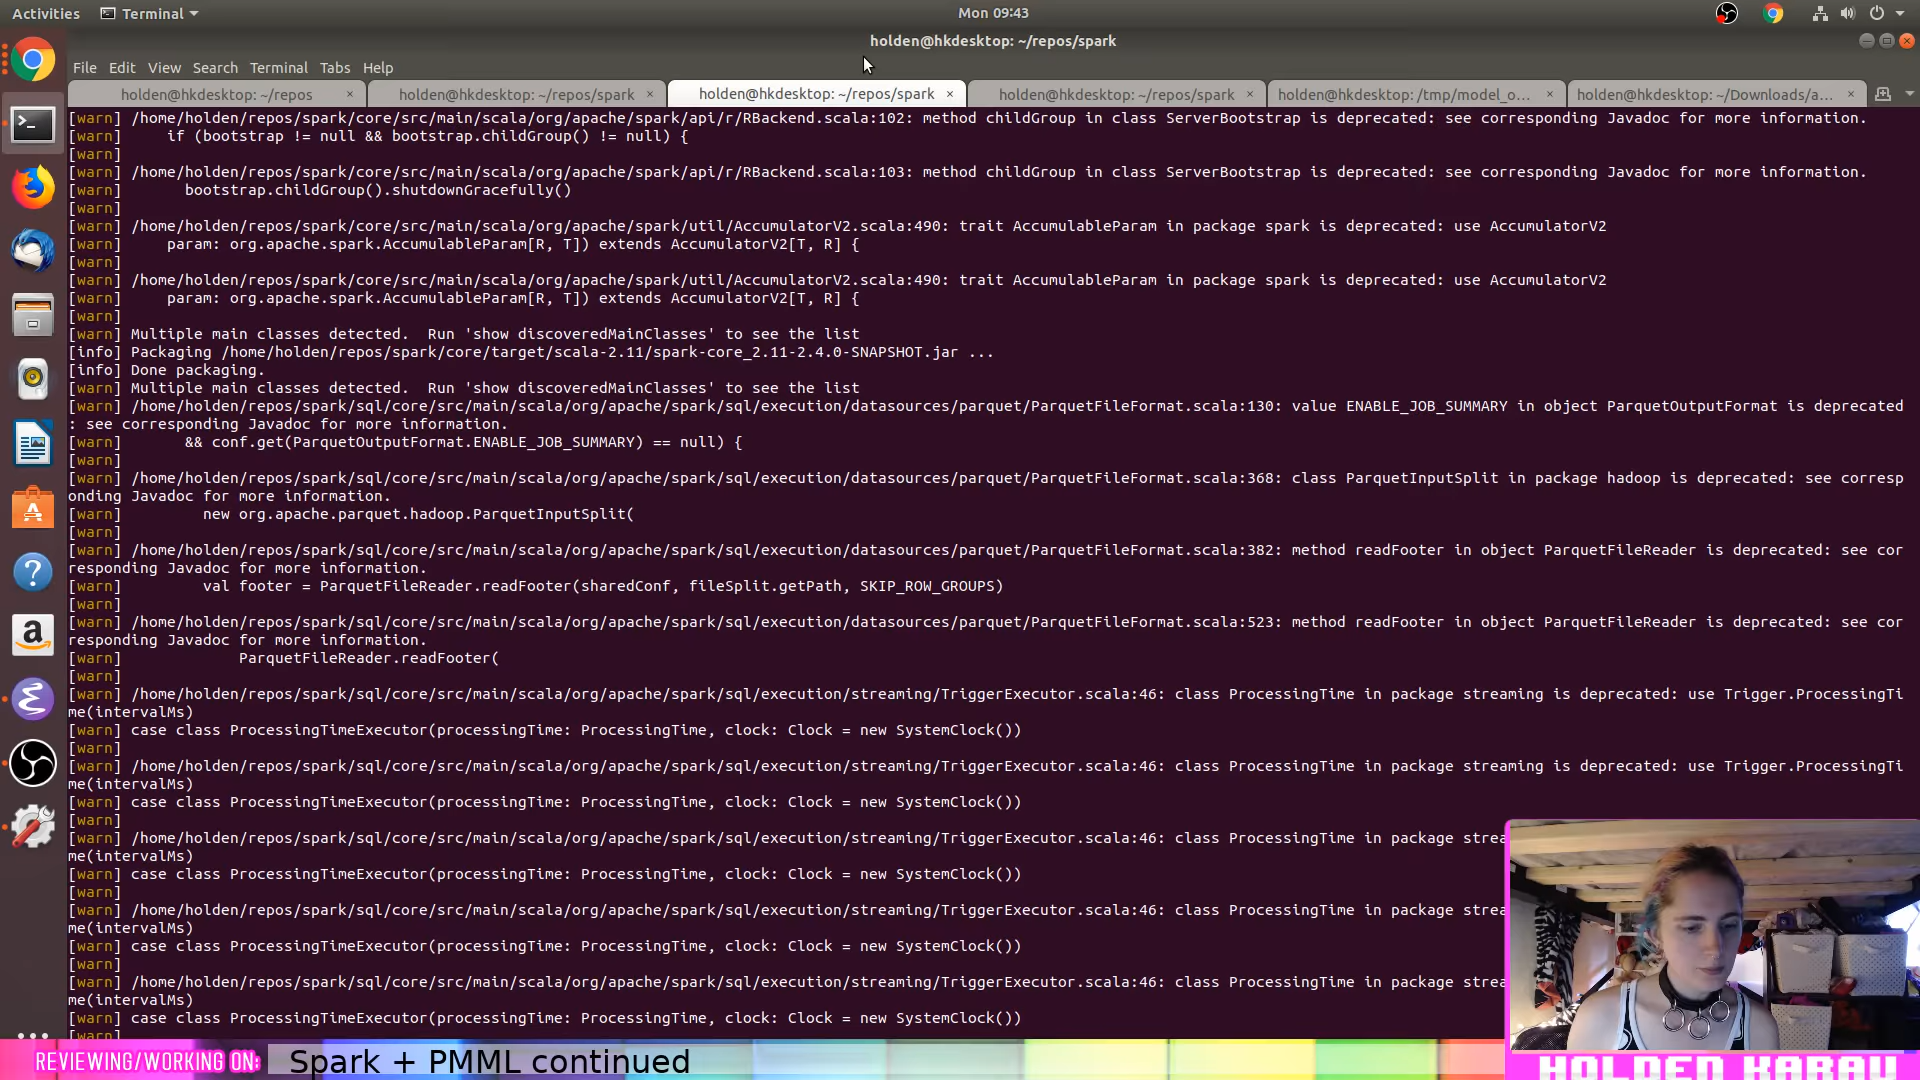 Activities Terminal Mon 09:43
holden@hkdesktop: ~/repos/spark
File Edit View Search Terminal Tabs Help
holden@hkdesktop: ~/repos × holden@hkdesktop: ~/repos/spark × holden@hkdesktop: ~/repos/spark × holden@hkdesktop: ~/repos/spark × holden@hkdesktop: /tmp/model_o... × holden@hkdesktop: ~/Downloads/a... ×
[warn] /home/holden/repos/spark/core/src/main/scala/org/apache/spark/api/r/RBackend.scala:102: method childGroup in class ServerBootstrap is deprecated: see corresponding Javadoc for more information.
[warn]     if (bootstrap != null && bootstrap.childGroup() != null) {
[warn]
[warn] /home/holden/repos/spark/core/src/main/scala/org/apache/spark/api/r/RBackend.scala:103: method childGroup in class ServerBootstrap is deprecated: see corresponding Javadoc for more information.
[warn]       bootstrap.childGroup().shutdownGracefully()
[warn]
[warn] /home/holden/repos/spark/core/src/main/scala/org/apache/spark/util/AccumulatorV2.scala:490: trait AccumulableParam in package spark is deprecated: use AccumulatorV2
[warn]     param: org.apache.spark.AccumulableParam[R, T]) extends AccumulatorV2[T, R] {
[warn]
[warn] /home/holden/repos/spark/core/src/main/scala/org/apache/spark/util/AccumulatorV2.scala:490: trait AccumulableParam in package spark is deprecated: use AccumulatorV2
[warn]     param: org.apache.spark.AccumulableParam[R, T]) extends AccumulatorV2[T, R] {
[warn]
[warn] Multiple main classes detected.  Run 'show discoveredMainClasses' to see the list
[info] Packaging /home/holden/repos/spark/core/target/scala-2.11/spark-core_2.11-2.4.0-SNAPSHOT.jar ...
[info] Done packaging.
[warn] Multiple main classes detected.  Run 'show discoveredMainClasses' to see the list
[warn] /home/holden/repos/spark/sql/core/src/main/scala/org/apache/spark/sql/execution/datasources/parquet/ParquetFileFormat.scala:130: value ENABLE_JOB_SUMMARY in object ParquetOutputFormat is deprecated
: see corresponding Javadoc for more information.
[warn]       && conf.get(ParquetOutputFormat.ENABLE_JOB_SUMMARY) == null) {
[warn]
[warn] /home/holden/repos/spark/sql/core/src/main/scala/org/apache/spark/sql/execution/datasources/parquet/ParquetFileFormat.scala:368: class ParquetInputSplit in package hadoop is deprecated: see corresp
onding Javadoc for more information.
[warn]         new org.apache.parquet.hadoop.ParquetInputSplit(
[warn]
[warn] /home/holden/repos/spark/sql/core/src/main/scala/org/apache/spark/sql/execution/datasources/parquet/ParquetFileFormat.scala:382: method readFooter in object ParquetFileReader is deprecated: see cor
responding Javadoc for more information.
[warn]         val footer = ParquetFileReader.readFooter(sharedConf, fileSplit.getPath, SKIP_ROW_GROUPS)
[warn]
[warn] /home/holden/repos/spark/sql/core/src/main/scala/org/apache/spark/sql/execution/datasources/parquet/ParquetFileFormat.scala:523: method readFooter in object ParquetFileReader is deprecated: see cor
responding Javadoc for more information.
[warn]             ParquetFileReader.readFooter(
[warn]
[warn] /home/holden/repos/spark/sql/core/src/main/scala/org/apache/spark/sql/execution/streaming/TriggerExecutor.scala:46: class ProcessingTime in package streaming is deprecated: use Trigger.ProcessingTi
me(intervalMs)
[warn] case class ProcessingTimeExecutor(processingTime: ProcessingTime, clock: Clock = new SystemClock())
[warn]
[warn] /home/holden/repos/spark/sql/core/src/main/scala/org/apache/spark/sql/execution/streaming/TriggerExecutor.scala:46: class ProcessingTime in package streaming is deprecated: use Trigger.ProcessingTi
me(intervalMs)
[warn] case class ProcessingTimeExecutor(processingTime: ProcessingTime, clock: Clock = new SystemClock())
[warn]
[warn] /home/holden/repos/spark/sql/core/src/main/scala/org/apache/spark/sql/execution/streaming/TriggerExecutor.scala:46: class ProcessingTime in package strea
me(intervalMs)
[warn] case class ProcessingTimeExecutor(processingTime: ProcessingTime, clock: Clock = new SystemClock())
[warn]
[warn] /home/holden/repos/spark/sql/core/src/main/scala/org/apache/spark/sql/execution/streaming/TriggerExecutor.scala:46: class ProcessingTime in package strea
me(intervalMs)
[warn] case class ProcessingTimeExecutor(processingTime: ProcessingTime, clock: Clock = new SystemClock())
[warn]
[warn] /home/holden/repos/spark/sql/core/src/main/scala/org/apache/spark/sql/execution/streaming/TriggerExecutor.scala:46: class ProcessingTime in package strea
me(intervalMs)
[warn] case class ProcessingTimeExecutor(processingTime: ProcessingTime, clock: Clock = new SystemClock())
[warn]
REVIEWING/WORKING ON: Spark + PMML continued
HOLDEN KARAU